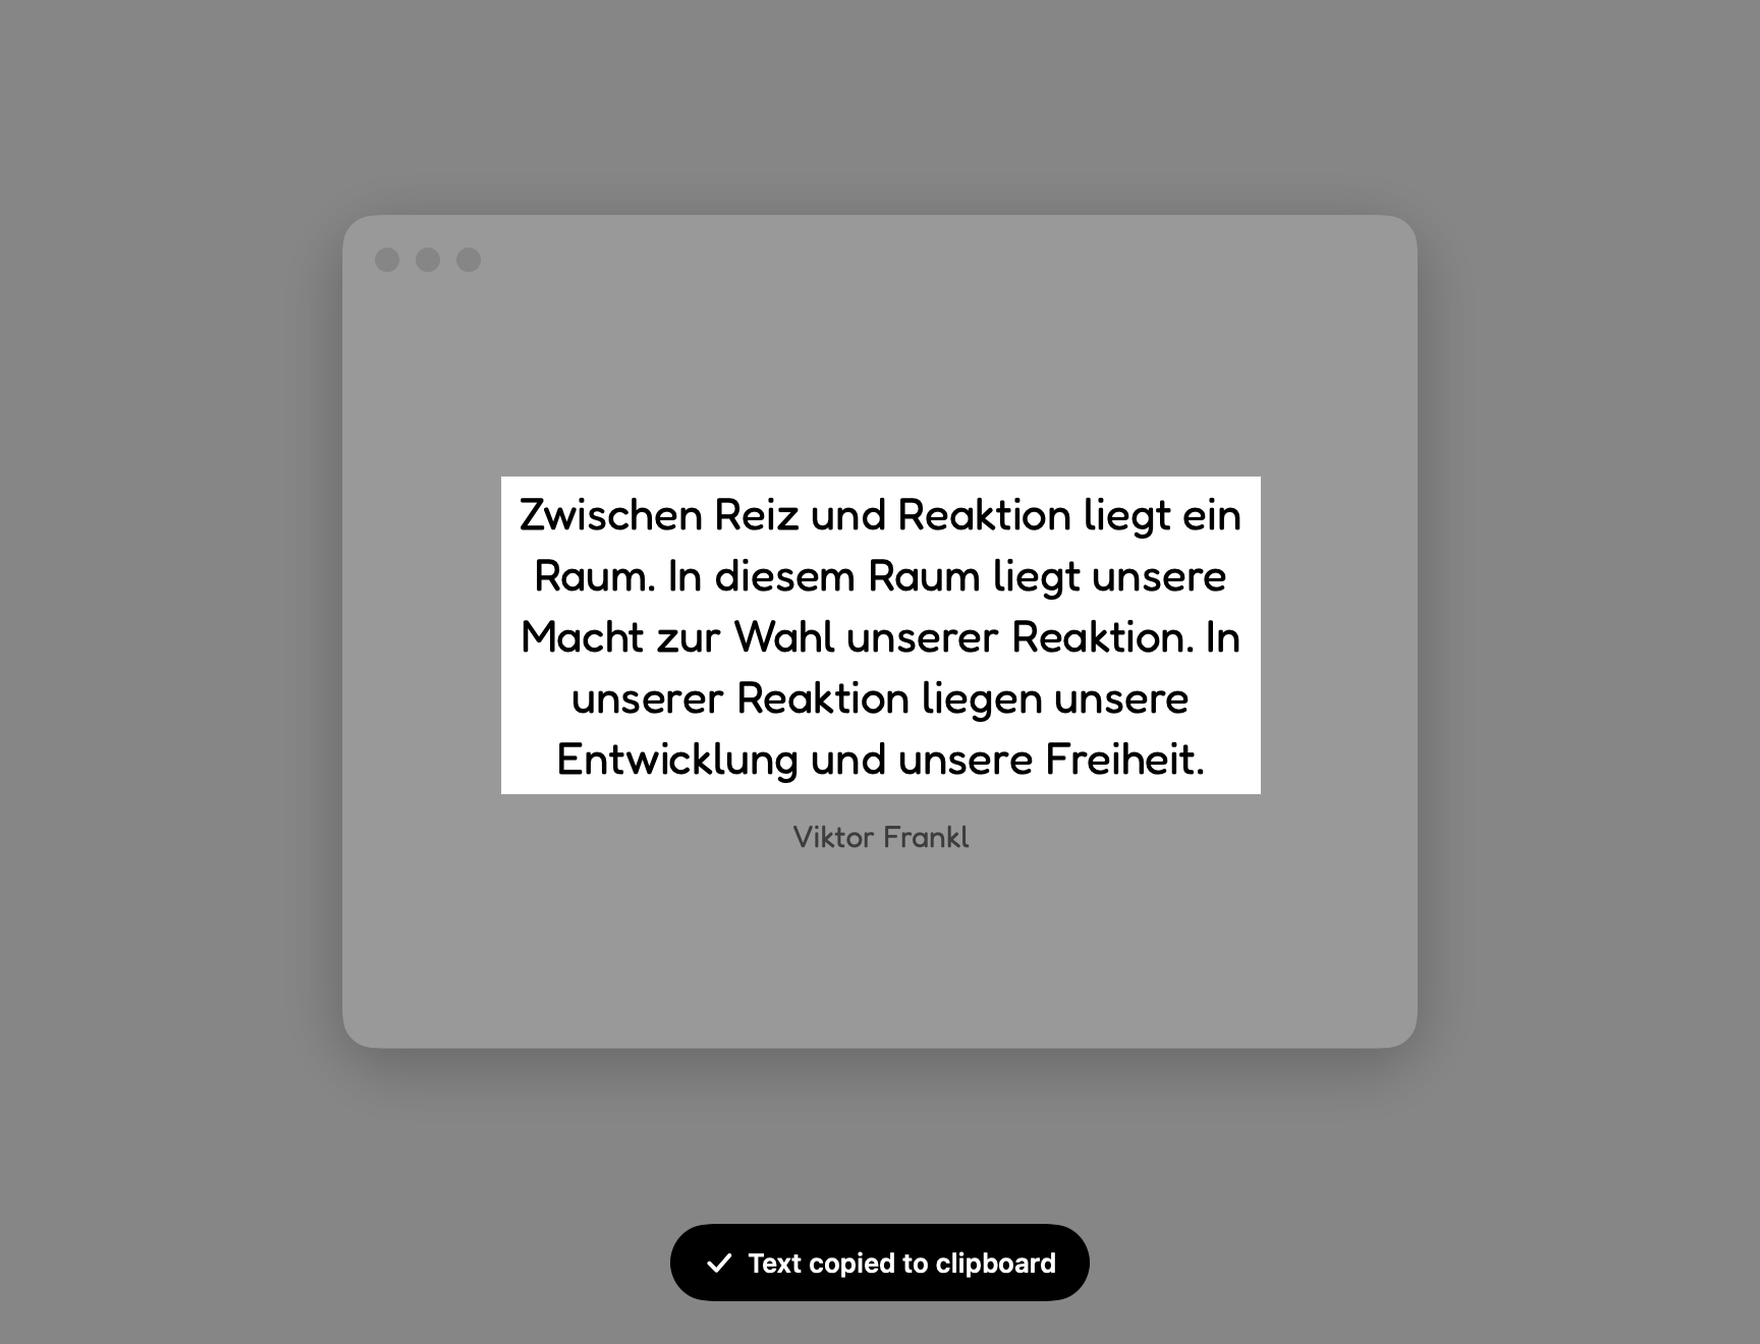 Zwischen Reiz und Reaktion liegt ein
Raum. In diesem Raum liegt unsere
Macht zur Wahl unserer Reaktion. In
unserer Reaktion liegen unsere
Entwicklung und unsere Freiheit.
Viktor Frankl
Text copied to clipboard